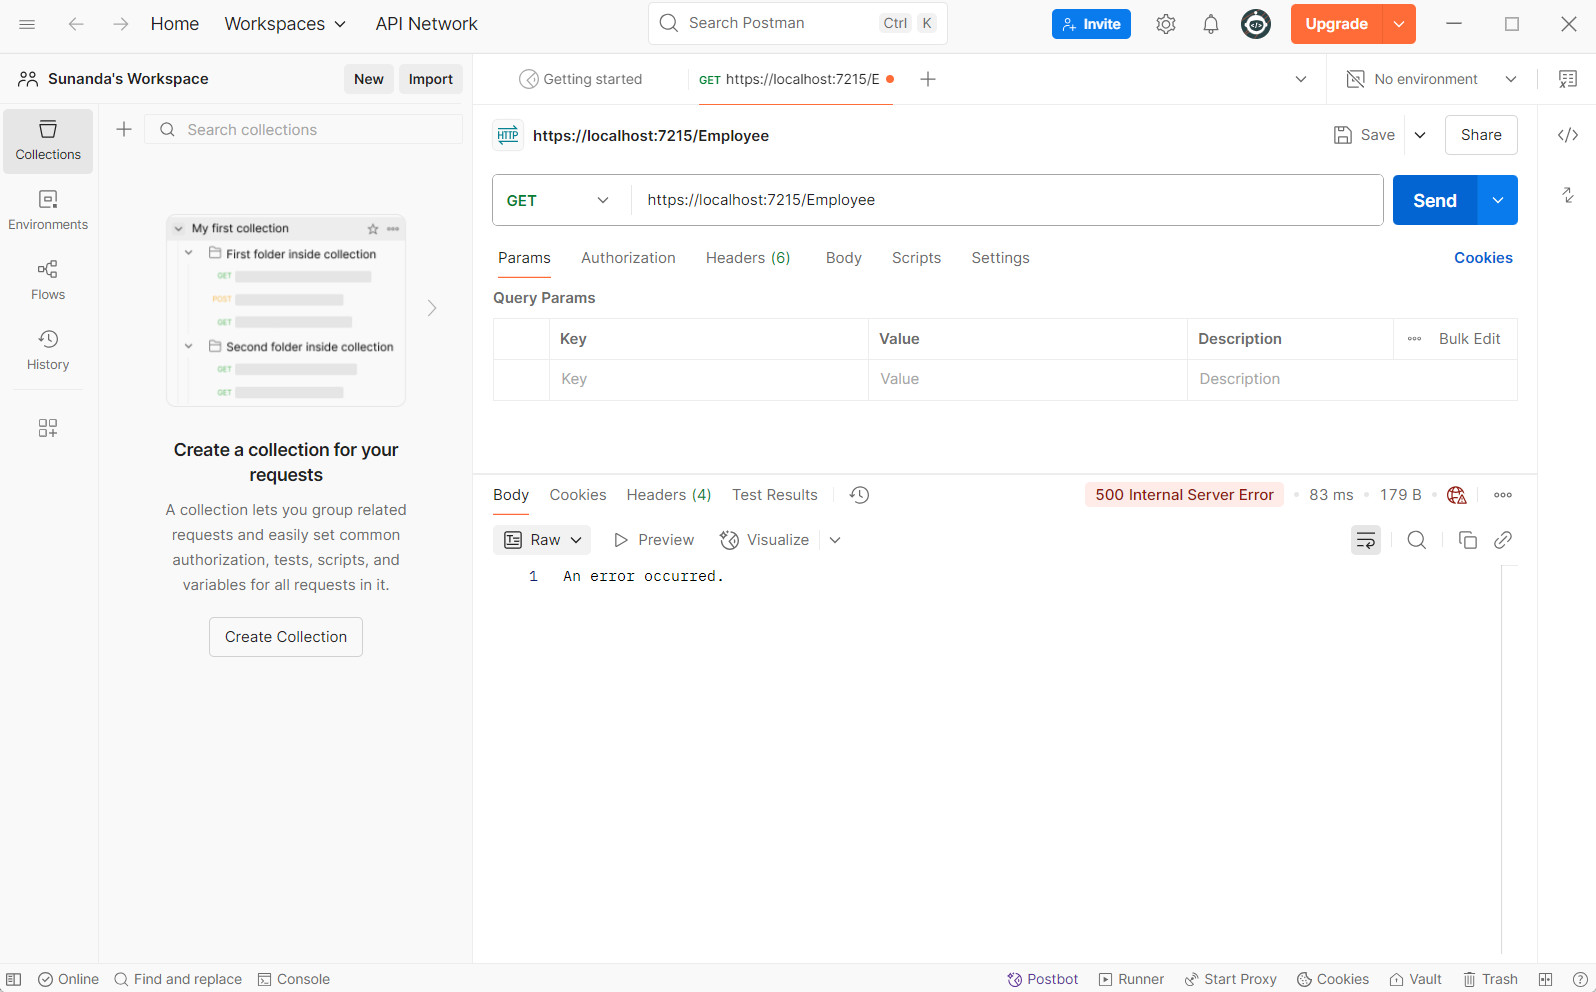 Home Workspaces API Network Search Postman Ctrl K Invite Upgrade
Sunanda's Workspace New Import Getting started GET https://localhost:7215/E No environment
Collections
Environments
Flows
History
Search collections
My first collection
First folder inside collection
GET
POST
GET
Second folder inside collection
GET
GET
Create a collection for your
requests
A collection lets you group related
requests and easily set common
authorization, tests, scripts, and
variables for all requests in it.
Create Collection
HTTP https://localhost:7215/Employee Save Share
GET https://localhost:7215/Employee Send
Params Authorization Headers (6) Body Scripts Settings Cookies
Query Params
Key Value Description Bulk Edit
Key Value Description
Body Cookies Headers (4) Test Results 500 Internal Server Error 83 ms 179 B
Raw Preview Visualize
1 An error occurred.
Online Find and replace Console Postbot Runner Start Proxy Cookies Vault Trash